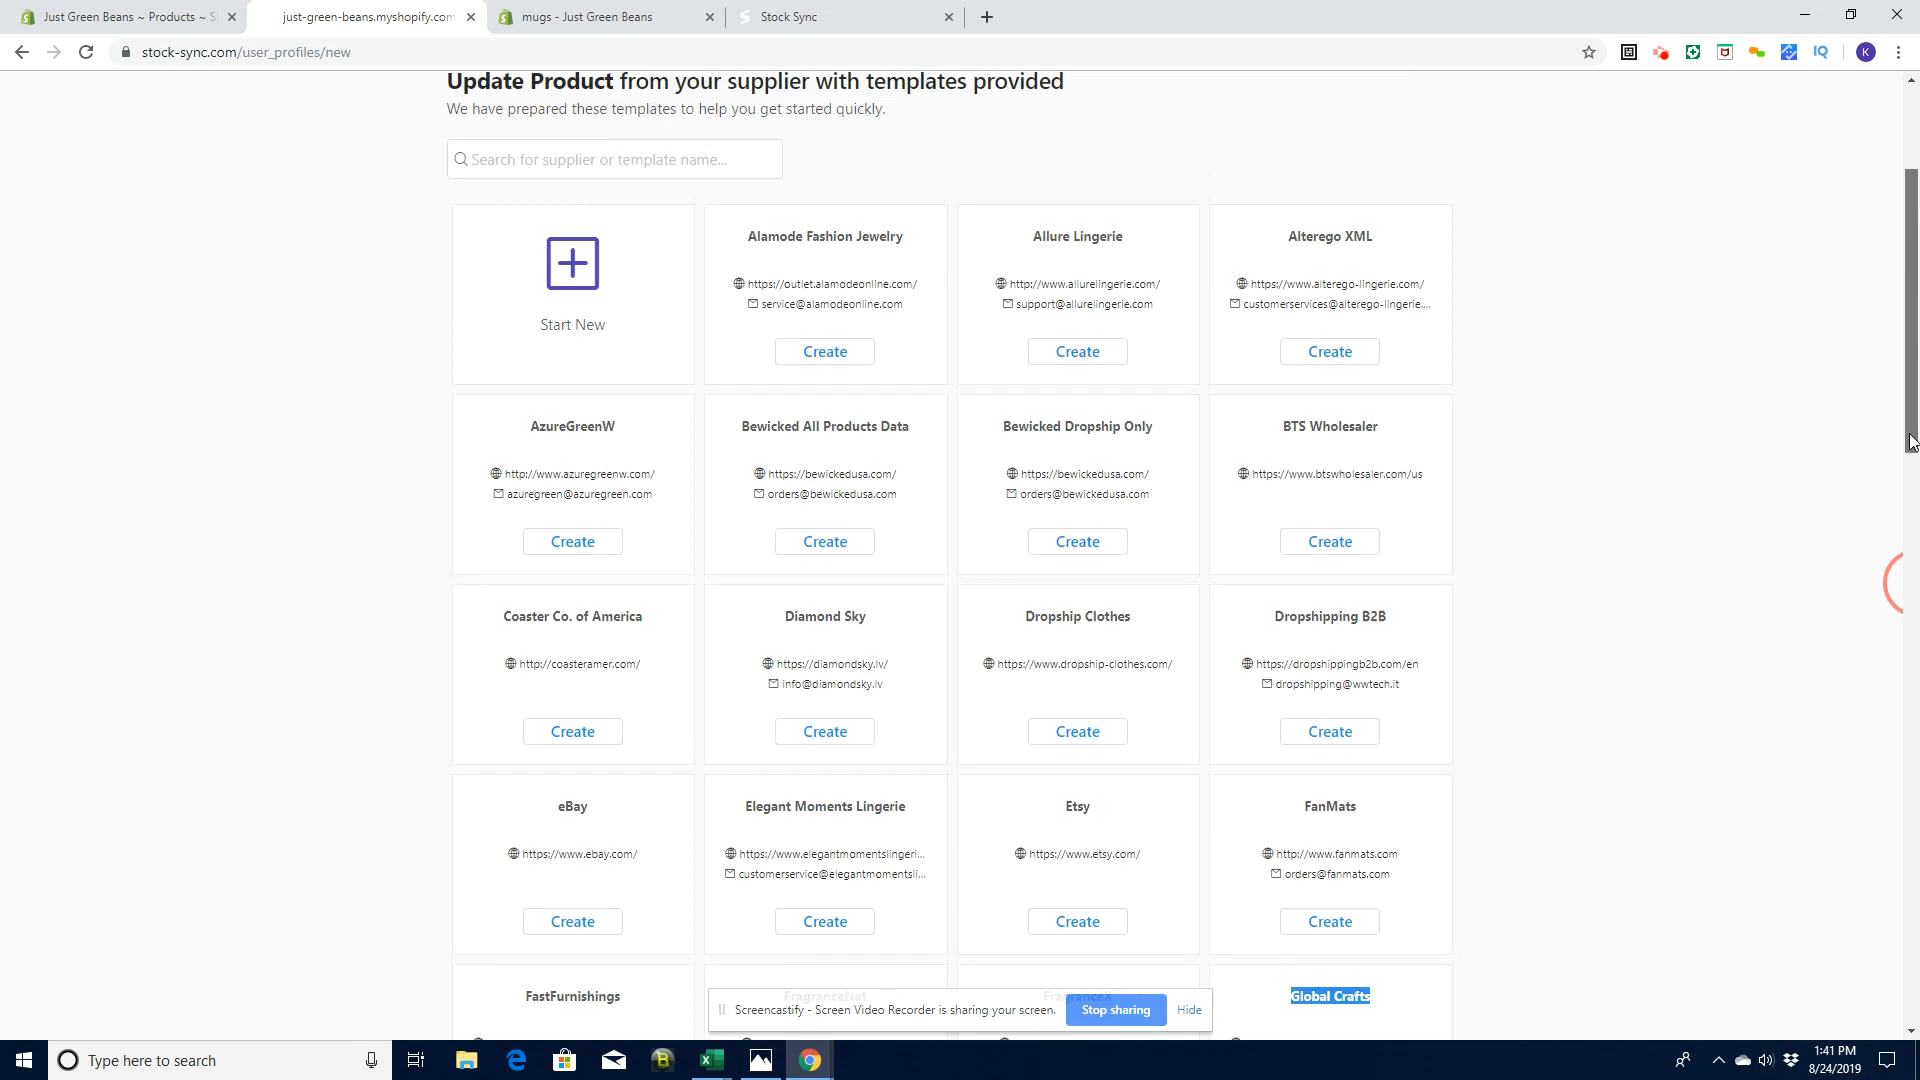 Just Green Beans ~ Products ~ S
just-green-beans.myshopify.com
mugs - Just Green Beans
Stock Sync
stock-sync.com/user_profiles/new
Update Product from your supplier with templates provided
We have prepared these templates to help you get started quickly.
Search for supplier or template name...
Start New
Alamode Fashion Jewelry
https://outlet.alamodeonline.com/
service@alamodeonline.com
Create
Allure Lingerie
http://www.allurelingerie.com/
support@allurelingerie.com
Create
Alterego XML
https://www.alterego-lingerie.com/
customerservices@alterego-lingerie....
Create
AzureGreenW
http://www.azuregreenw.com/
azuregreen@azuregreen.com
Create
Bewicked All Products Data
https://bewickedusa.com/
orders@bewickedusa.com
Create
Bewicked Dropship Only
https://bewickedusa.com/
orders@bewickedusa.com
Create
BTS Wholesaler
https://www.btswholesaler.com/us
Create
Coaster Co. of America
http://coasteramer.com/
Create
Diamond Sky
https://diamondsky.lv/
info@diamondsky.lv
Create
Dropship Clothes
https://www.dropship-clothes.com/
Create
Dropshipping B2B
https://dropshippingb2b.com/en
dropshipping@wwtech.it
Create
eBay
https://www.ebay.com/
Create
Elegant Moments Lingerie
https://www.elegantmomentslingeri...
customerservice@elegantmomentsli...
Create
Etsy
https://www.etsy.com/
Create
FanMats
http://www.fanmats.com
orders@fanmats.com
Create
FastFurnishings
FragranceNet
FragranceX
Global Crafts
Screencastify - Screen Video Recorder is sharing your screen.
Stop sharing
Hide
Type here to search
1:41 PM
8/24/2019
IQ
K